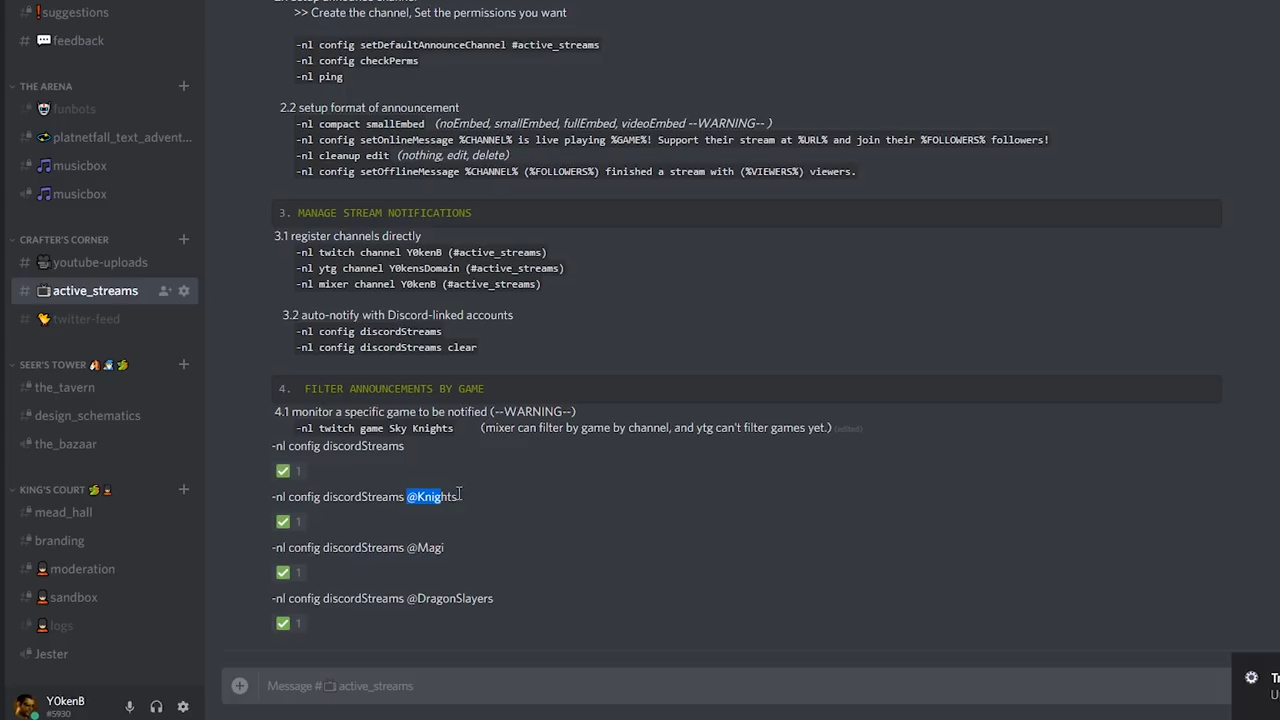 suggestions
feedback
THE ARENA
funbots
platnetfall_text_advent...
musicbox
musicbox
CRAFTER'S CORNER
youtube-uploads
active_streams
twitter-feed
SEER'S TOWER
the_tavern
design_schematics
the_bazaar
KING'S COURT
mead_hall
branding
moderation
sandbox
logs
Jester
Y0kenB
#5930
>> Create the channel, Set the permissions you want
-nl config setDefaultAnnounceChannel #active_streams
-nl config checkPerms
-nl ping
2.2 setup format of announcement
-nl compact smallEmbed (noEmbed, smallEmbed, fullEmbed, videoEmbed --WARNING-- )
-nl config setOnlineMessage %CHANNEL% is live playing %GAME%! Support their stream at %URL% and join their %FOLLOWERS% followers!
-nl cleanup edit (nothing, edit, delete)
-nl config setOfflineMessage %CHANNEL% (%FOLLOWERS%) finished a stream with (%VIEWERS%) viewers.
3. MANAGE STREAM NOTIFICATIONS
3.1 register channels directly
-nl twitch channel Y0kenB (#active_streams)
-nl ytg channel Y0kensDomain (#active_streams)
-nl mixer channel Y0kenB (#active_streams)
3.2 auto-notify with Discord-linked accounts
-nl config discordStreams
-nl config discordStreams clear
4. FILTER ANNOUNCEMENTS BY GAME
4.1 monitor a specific game to be notified (--WARNING--)
-nl twitch game Sky Knights (mixer can filter by game by channel, and ytg can't filter games yet.) (edited)
-nl config discordStreams
1
-nl config discordStreams @Knights
1
-nl config discordStreams @Magi
1
-nl config discordStreams @DragonSlayers
1
Message # active_streams